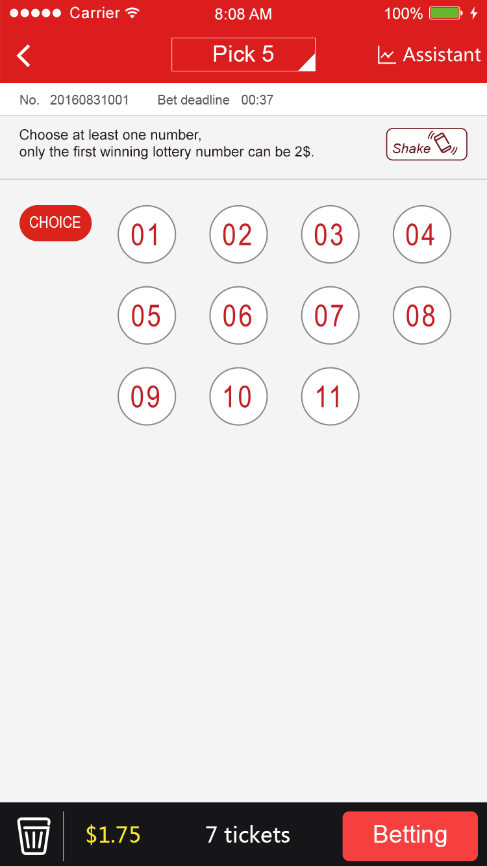 Carrier 8:08 AM 100%
Pick 5 Assistant
No. 20160831001 Bet deadline 00:37
Choose at least one number,
only the first winning lottery number can be 2$.
Shake
CHOICE 01 02 03 04
05 06 07 08
09 10 11
$1.75 7 tickets Betting